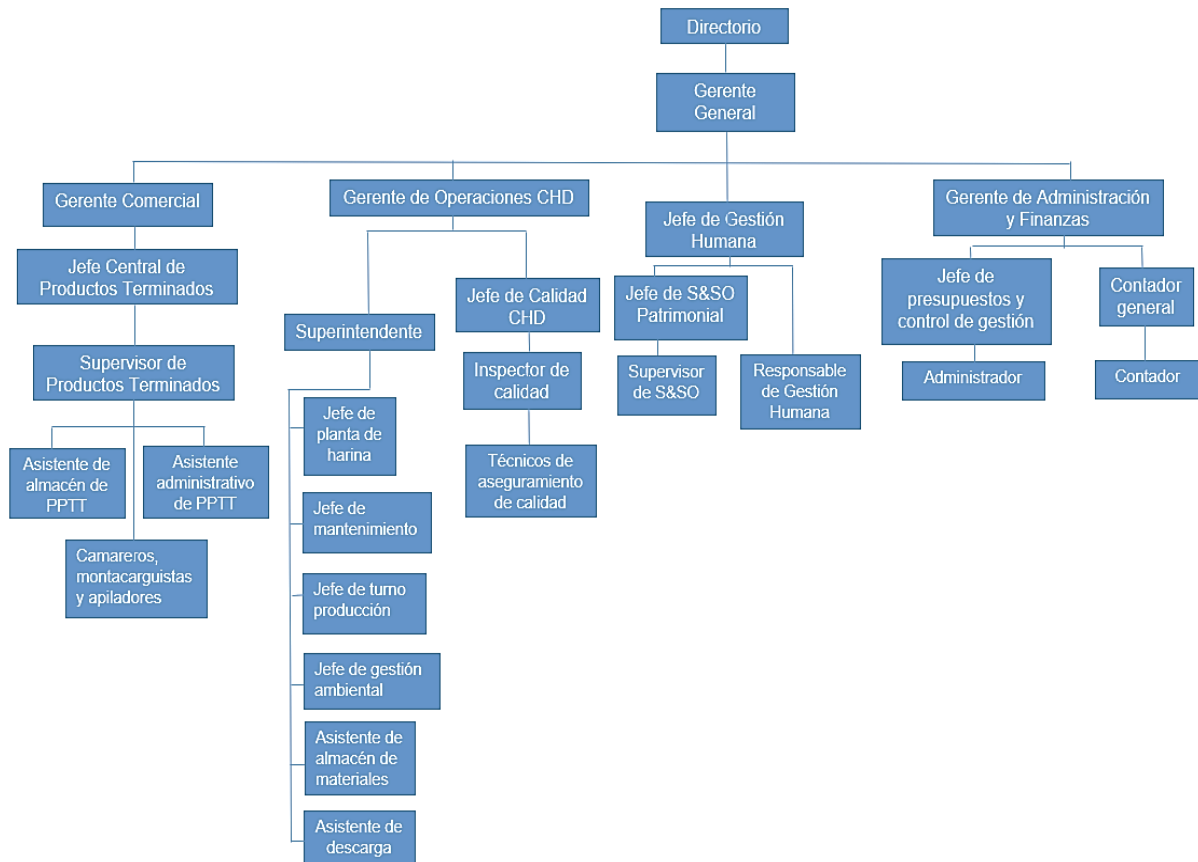 Directorio
Gerente
General
Gerente Comercial
Gerente de Operaciones CHD
Jefe de Gestión
Humana
Gerente de Administración
y Finanzas
Jefe Central de
Productos Terminados
Superintendente
Jefe de Calidad
CHD
Jefe de S&SO
Patrimonial
Jefe de
presupuestos y
control de gestión
Contador
general
Supervisor de
Productos Terminados
Inspector de
calidad
Supervisor
de S&SO
Responsable
de Gestión
Humana
Administrador
Contador
Asistente de
almacén de
PPTT
Asistente
administrativo
de PPTT
Jefe de
planta de
harina
Técnicos de
aseguramiento
de calidad
Camareros,
montacarguistas
y apiladores
Jefe de
mantenimiento
Jefe de turno
producción
Jefe de gestión
ambiental
Asistente de
almacén de
materiales
Asistente de
descarga